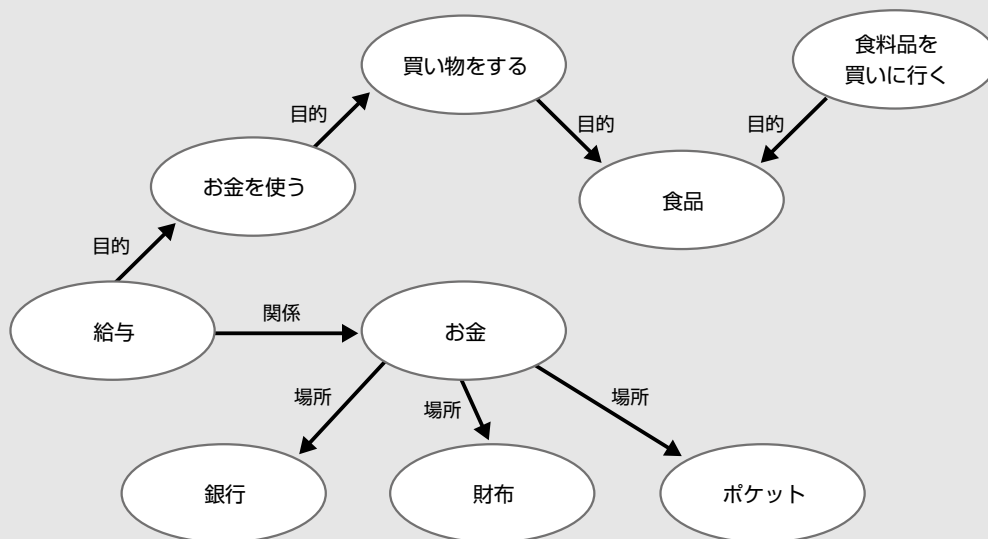 買い物をする
食料品を
買いに行く
目的
目的
目的
お金を使う
食品
目的
給与
関係
お金
場所
場所
場所
銀行
財布
ポケット